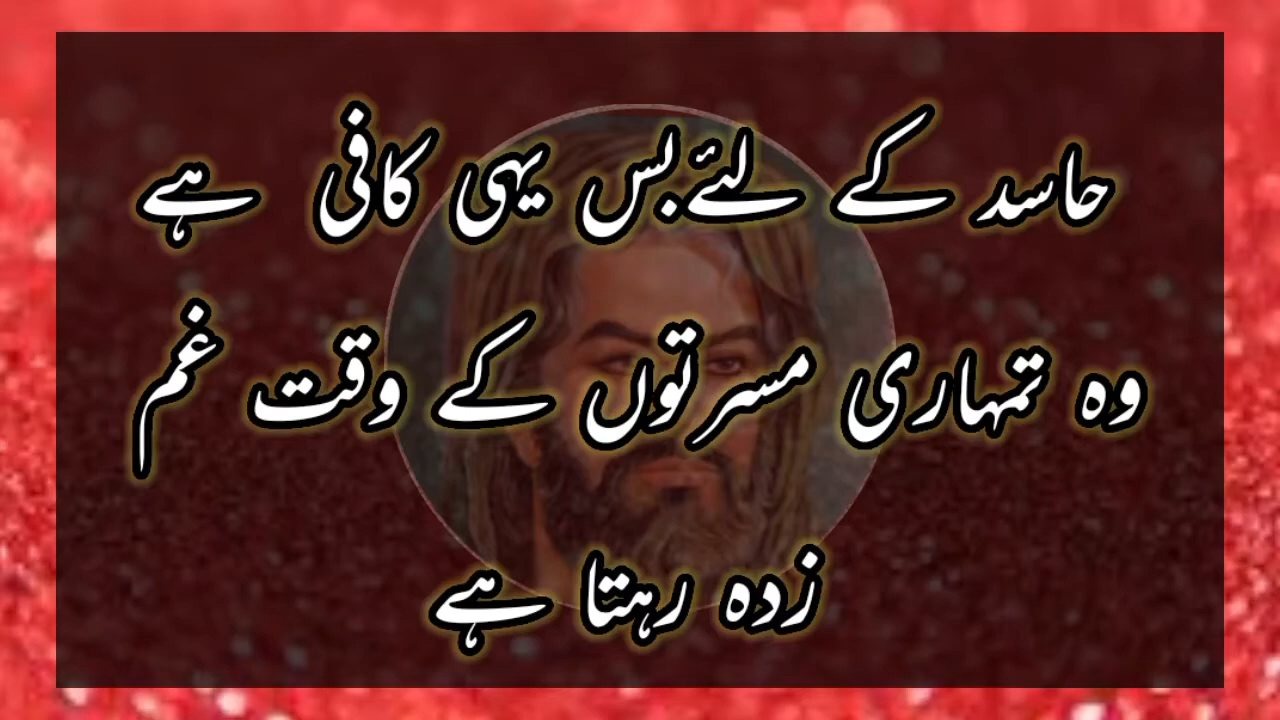 حاسد کے لئے بس یہی کافی ہے
وہ تمہاری مسرتوں کے وقت غم
زدہ رہتا ہے